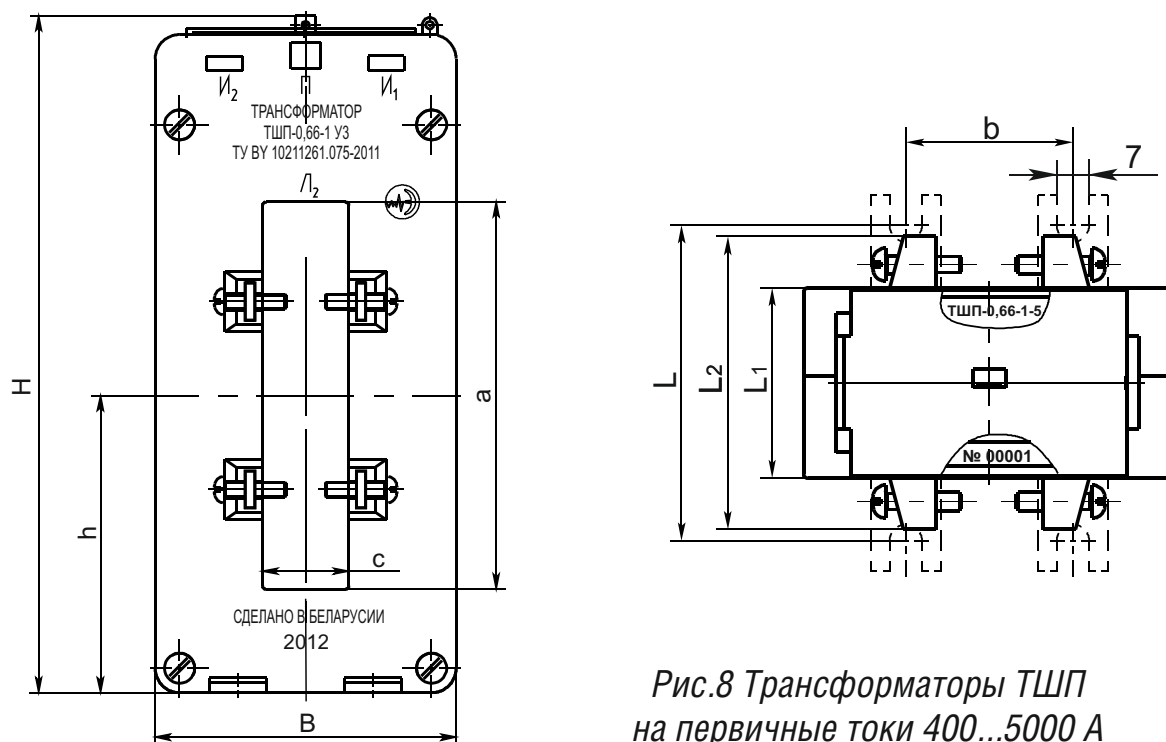 И₂ П И₁
ТРАНСФОРМАТОР
ТШП-0,66-1 У3
ТУ BY 10211261.075-2011
Л₂
H
a
h
c
СДЕЛАНО В БЕЛАРУСИИ
2012
B
b
7
ТШП-0,66-1-5
L
L2
L1
№ 00001
Рис.8 Трансформаторы ТШП
на первичные токи 400...5000 А